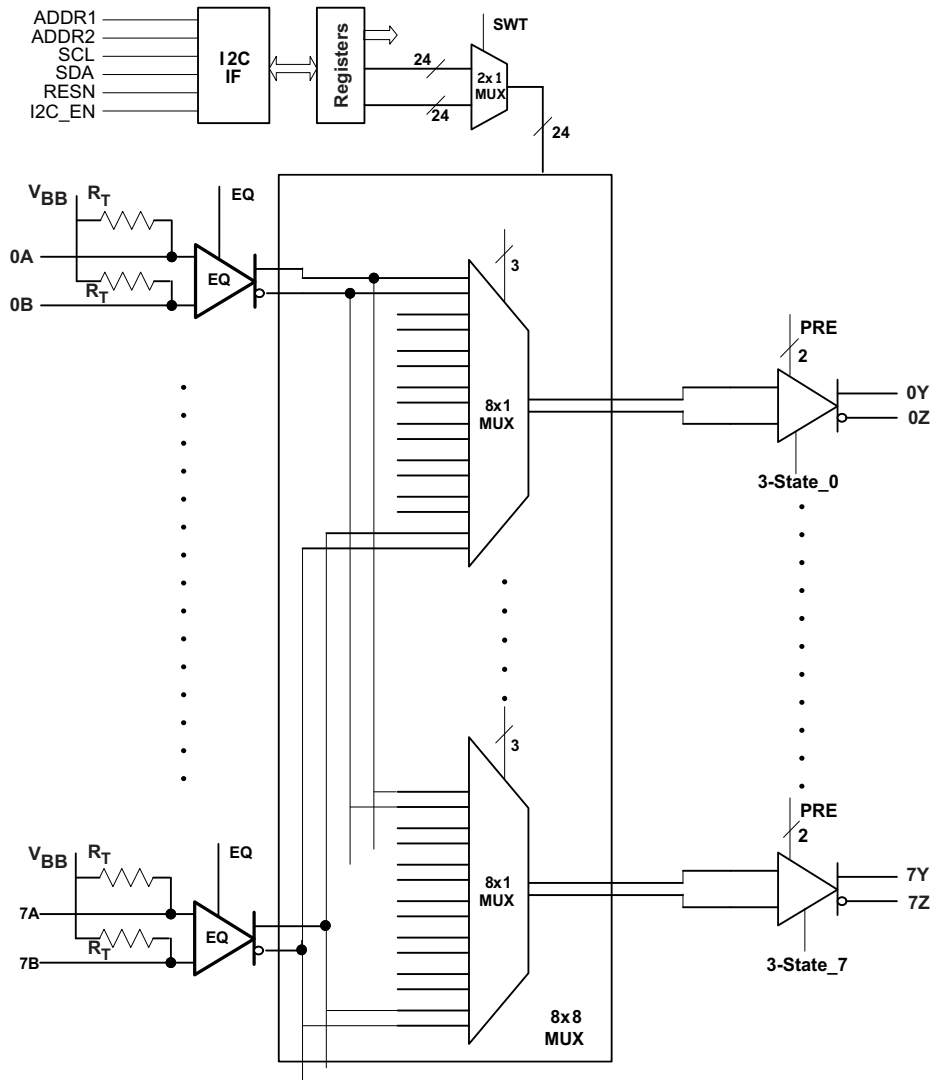 ADDR1
ADDR2
SCL
SDA
RESN
I2C_EN
I2C
IF
Registers
24
24
SWT
2x1
MUX
24
VBB
RT
EQ
0A
EQ
RT
0B
3
8x1
MUX
PRE
2
0Y
0Z
3-State_0
3
VBB
RT
EQ
7A
EQ
RT
7B
8x1
MUX
PRE
2
7Y
7Z
3-State_7
8x8
MUX